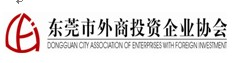 东莞市外商投资企业协会
DONGGUAN CITY ASSOCIATION OF ENTERPRISES WITH FOREIGN INVESTMENT